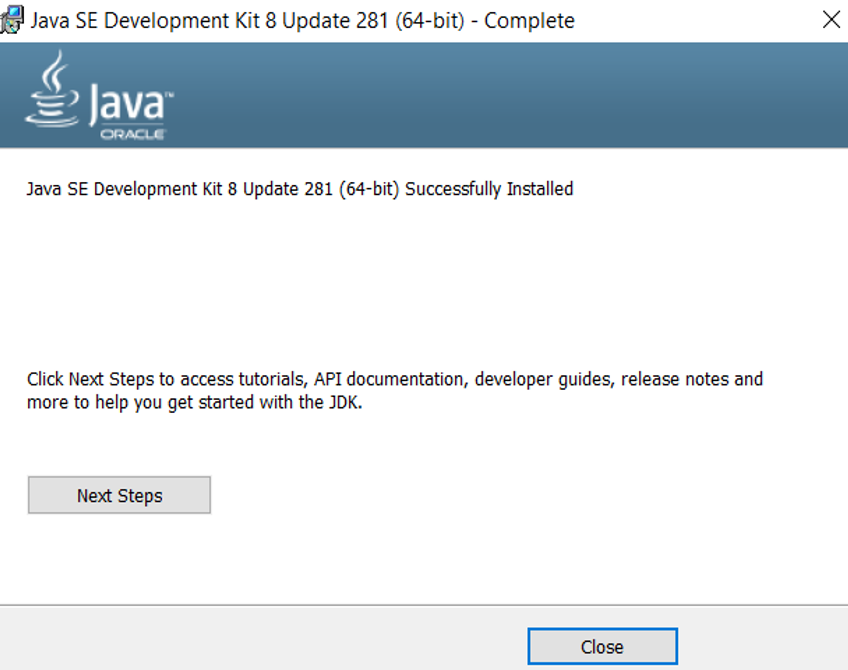 Java SE Development Kit 8 Update 281 (64-bit) - Complete
Java™
ORACLE
Java SE Development Kit 8 Update 281 (64-bit) Successfully Installed
Click Next Steps to access tutorials, API documentation, developer guides, release notes and
more to help you get started with the JDK.
Next Steps
Close